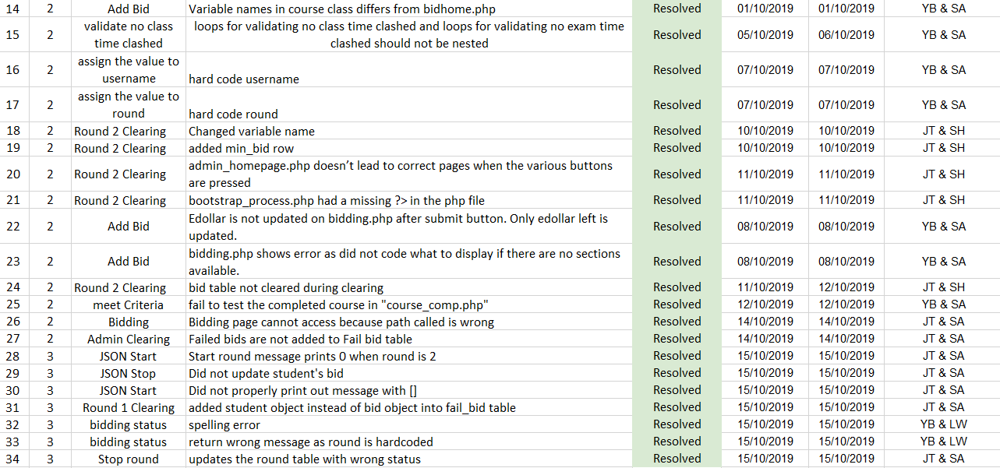 14 2 Add Bid Variable names in course class differs from bidhome.php Resolved 01/10/2019 01/10/2019 YB & SA
validate no class loops for validating no class time clashed and loops for validating no exam time
15 2 Resolved 05/10/2019 06/10/2019 YB & SA
time clashed clashed should not be nested
assign the value to
16 2 Resolved 07/10/2019 07/10/2019 YB & SA
username hard code username
assign the value to
17 2 Resolved 07/10/2019 07/10/2019 YB & SA
round hard code round
18 2 Round 2 Clearing Changed variable name Resolved 10/10/2019 10/10/2019 JT & SH
19 2 Round 2 Clearing added min_bid row Resolved 10/10/2019 10/10/2019 JT & SH
admin_homepage.php doesn’t lead to correct pages when the various buttons
20 2 Round 2 Clearing Resolved 11/10/2019 11/10/2019 JT & SH
are pressed
21 2 Round 2 Clearing bootstrap_process.php had a missing ?> in the php file Resolved 11/10/2019 11/10/2019 JT & SH
Edollar is not updated on bidding.php after submit button. Only edollar left is
22 2 Add Bid Resolved 08/10/2019 08/10/2019 YB & SA
updated.
bidding.php shows error as did not code what to display if there are no sections
23 2 Add Bid Resolved 08/10/2019 08/10/2019 YB & SA
available.
24 2 Round 2 Clearing bid table not cleared during clearing Resolved 11/10/2019 12/10/2019 JT & SH
25 2 meet Criteria fail to test the completed course in "course_comp.php" Resolved 12/10/2019 12/10/2019 YB & SA
26 2 Bidding Bidding page cannot access because path called is wrong Resolved 14/10/2019 14/10/2019 JT & SA
27 2 Admin Clearing Failed bids are not added to Fail bid table Resolved 14/10/2019 14/10/2019 JT & SA
28 3 JSON Start Start round message prints 0 when round is 2 Resolved 15/10/2019 15/10/2019 JT & SA
29 3 JSON Stop Did not update student's bid Resolved 15/10/2019 15/10/2019 JT & SA
30 3 JSON Start Did not properly print out message with [] Resolved 15/10/2019 15/10/2019 JT & SA
31 3 Round 1 Clearing added student object instead of bid object into fail_bid table Resolved 15/10/2019 15/10/2019 JT & SA
32 3 bidding status spelling error Resolved 15/10/2019 15/10/2019 YB & LW
33 3 bidding status return wrong message as round is hardcoded Resolved 15/10/2019 15/10/2019 YB & LW
34 3 Stop round updates the round table with wrong status Resolved 15/10/2019 15/10/2019 JT & SA